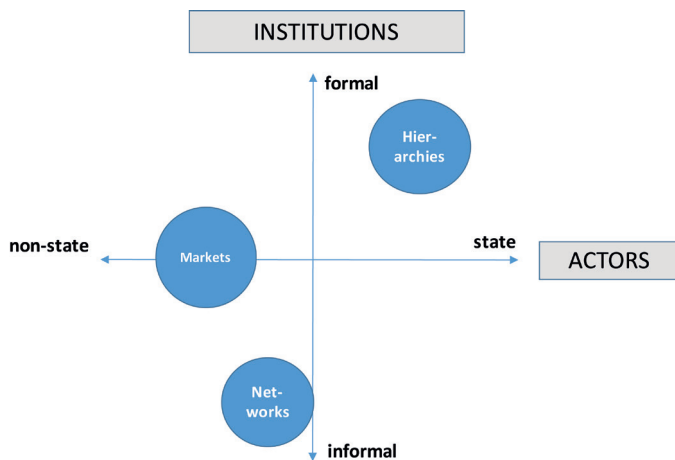 INSTITUTIONS
formal
Hier-
archies
non-state
Markets
state
ACTORS
Net-
works
informal